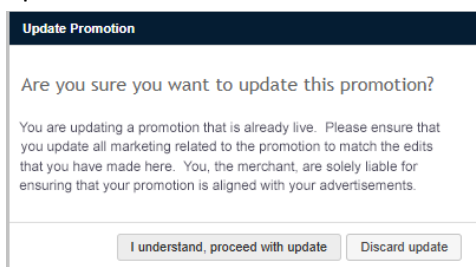 Update Promotion
Are you sure you want to update this promotion?
You are updating a promotion that is already live.  Please ensure that
you update all marketing related to the promotion to match the edits
that you have made here.  You, the merchant, are solely liable for
ensuring that your promotion is aligned with your advertisements.
I understand, proceed with update
Discard update